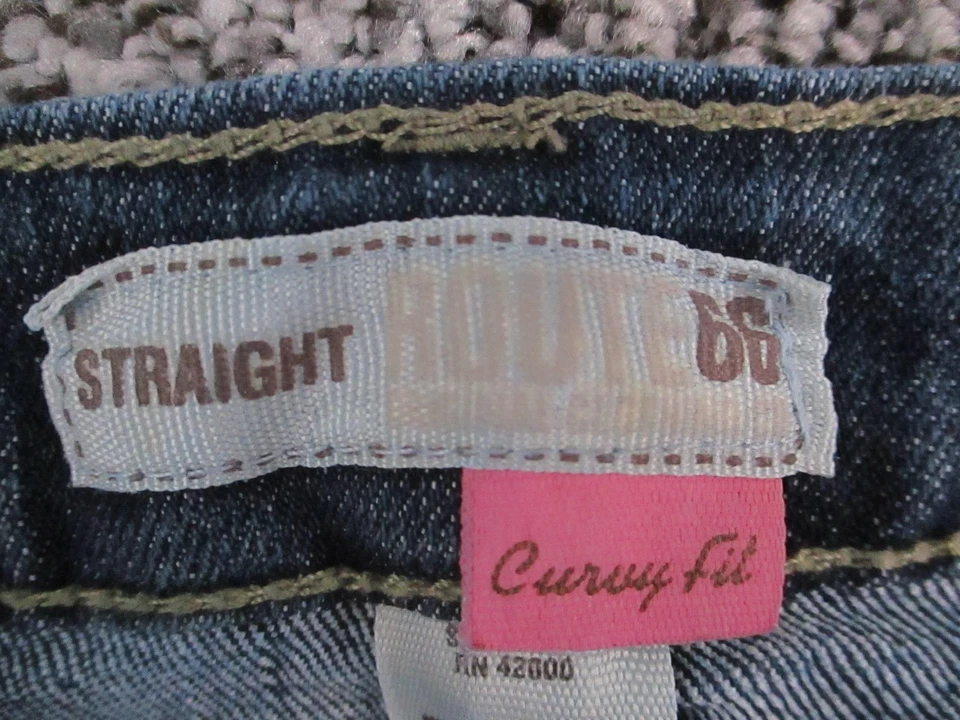 STRAIGHT ROUTE 66
Curvy Fit
RN 42000